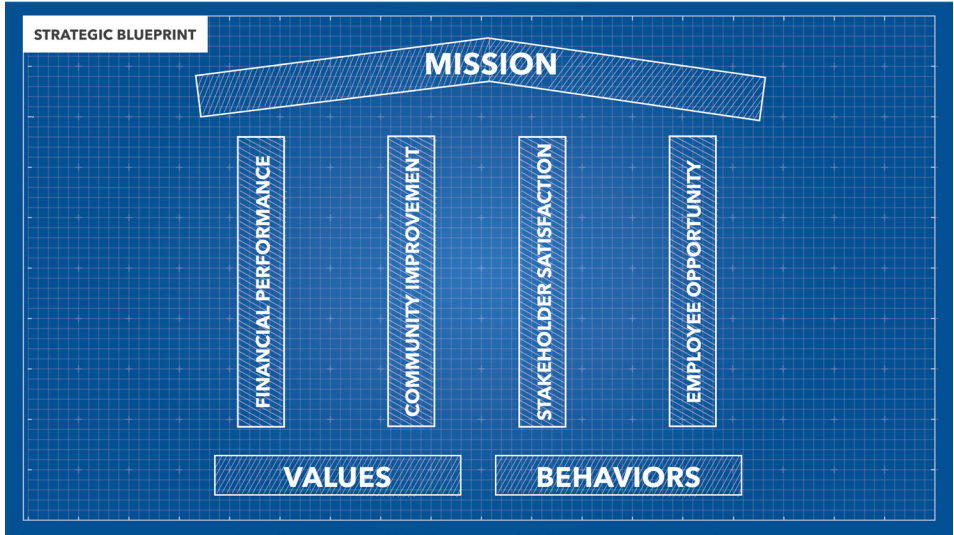 STRATEGIC BLUEPRINT
MISSION
FINANCIAL PERFORMANCE
COMMUNITY IMPROVEMENT
STAKEHOLDER SATISFACTION
EMPLOYEE OPPORTUNITY
VALUES
BEHAVIORS